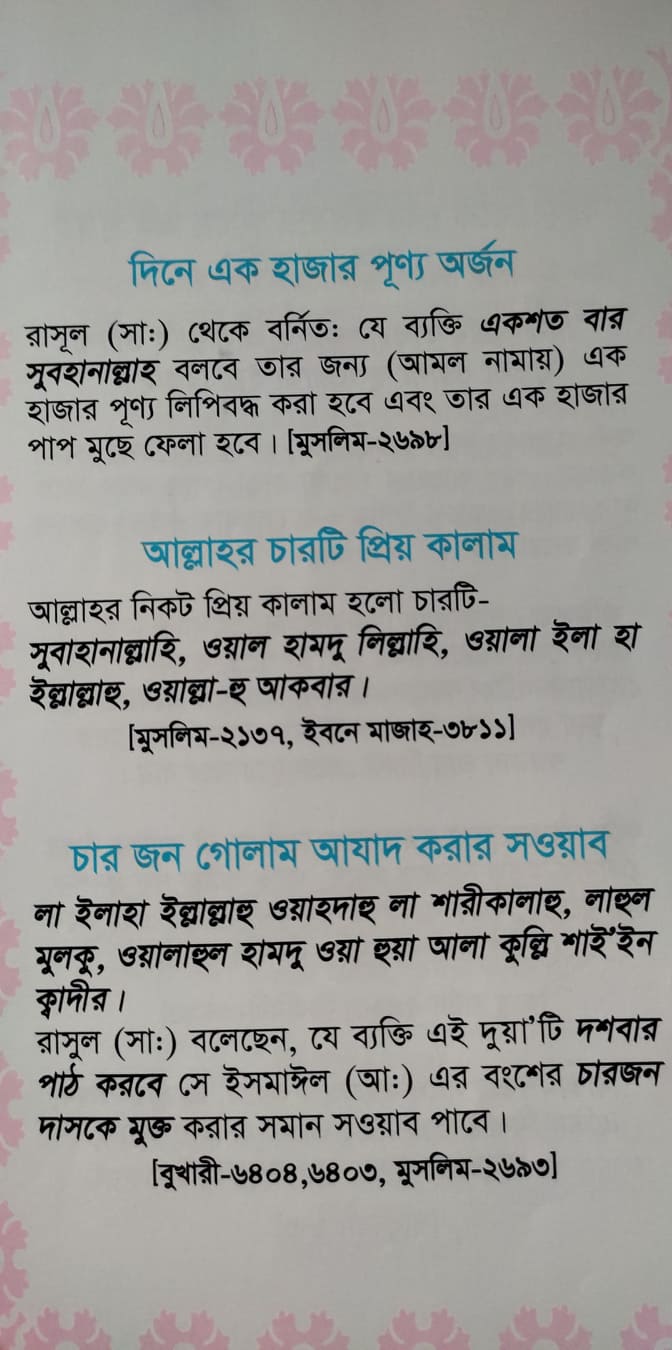 দিনে এক হাজার পূণ্য অর্জন
রাসূল (সা:) থেকে বর্নিত: যে ব্যক্তি একশত বার
সুবহানাল্লাহ বলবে তার জন্য (আমল নামায়) এক
হাজার পূণ্য লিপিবদ্ধ করা হবে এবং তার এক হাজার
পাপ মুছে ফেলা হবে। [মুসলিম-২৬৯৮]
আল্লাহর চারটি প্রিয় কালাম
আল্লাহর নিকট প্রিয় কালাম হলো চারটি-
সুবাহানাল্লাহি, ওয়াল হামদু লিল্লাহি, ওয়ালা ইলা হা
ইল্লাল্লাহু, ওয়াল্লা-হু আকবার।
[মুসলিম-২১৩৭, ইবনে মাজাহ-৩৮১১]
চার জন গোলাম আযাদ করার সওয়াব
লা ইলাহা ইল্লাল্লাহু ওয়াহদাহু লা শারীকালাহু, লাহুল
মুলকু, ওয়ালাহুল হামদু ওয়া হুয়া আলা কুল্লি শাই'ইন
ক্বাদীর।
রাসুল (সা:) বলেছেন, যে ব্যক্তি এই দুয়া'টি দশবার
পাঠ করবে সে ইসমাঈল (আ:) এর বংশের চারজন
দাসকে মুক্ত করার সমান সওয়াব পাবে।
[বুখারী-৬৪০৪,৬৪০৩, মুসলিম-২৬৯৩]